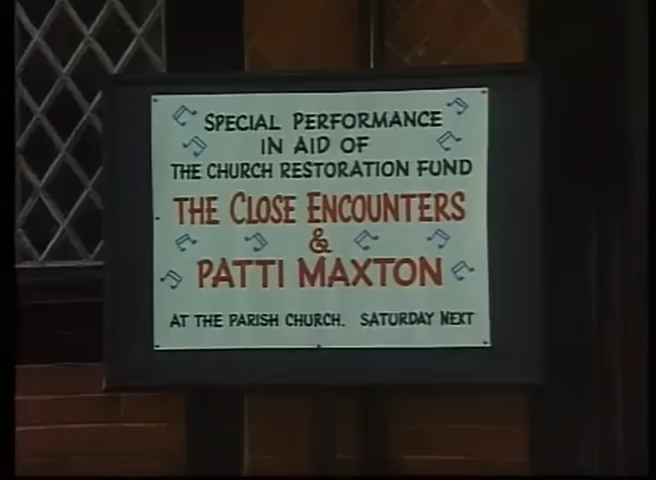 SPECIAL PERFORMANCE
IN AID OF
THE CHURCH RESTORATION FUND
THE CLOSE ENCOUNTERS
&
PATTI MAXTON
AT THE PARISH CHURCH. SATURDAY NEXT